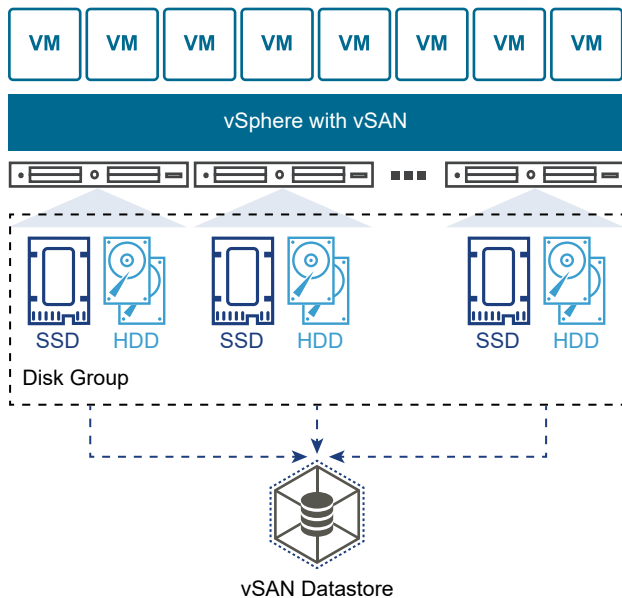 VM VM VM VM VM VM VM VM
vSphere with vSAN
SSD HDD SSD HDD SSD HDD
Disk Group
vSAN Datastore